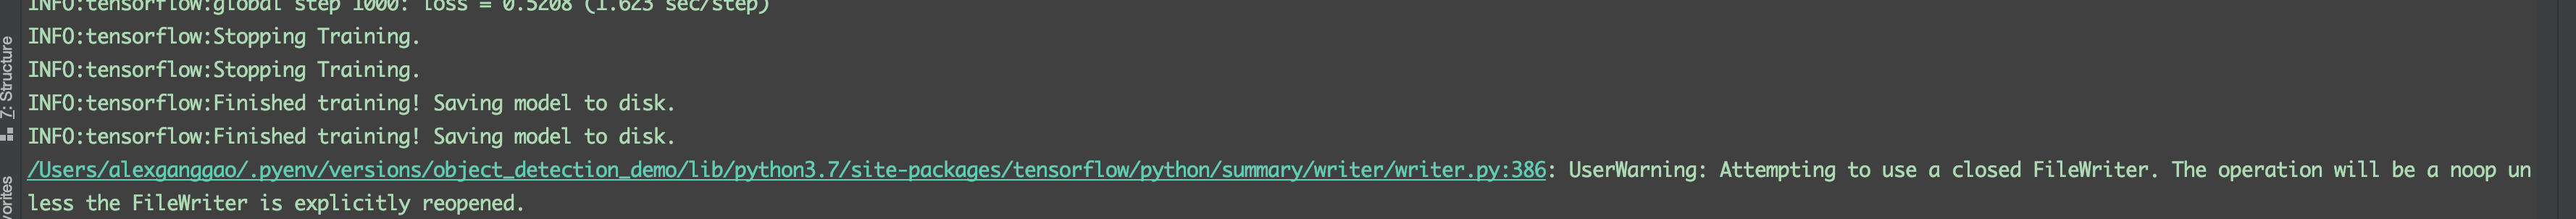 INFO:tensorflow:global step 1000: loss = 0.5208 (1.623 sec/step)
INFO:tensorflow:Stopping Training.
INFO:tensorflow:Stopping Training.
INFO:tensorflow:Finished training! Saving model to disk.
INFO:tensorflow:Finished training! Saving model to disk.
/Users/alexganggao/.pyenv/versions/object_detection_demo/lib/python3.7/site-packages/tensorflow/python/summary/writer/writer.py:386: UserWarning: Attempting to use a closed FileWriter. The operation will be a noop un
less the FileWriter is explicitly reopened.
7: Structure
vorites